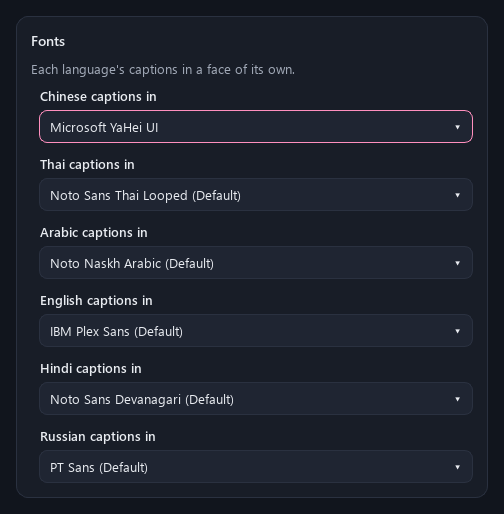 Fonts
Each language's captions in a face of its own.
Chinese captions in
Microsoft YaHei UI
Thai captions in
Noto Sans Thai Looped (Default)
Arabic captions in
Noto Naskh Arabic (Default)
English captions in
IBM Plex Sans (Default)
Hindi captions in
Noto Sans Devanagari (Default)
Russian captions in
PT Sans (Default)